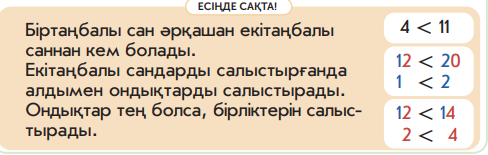 ЕСІҢДЕ САҚТА!
Біртаңбалы сан әрқашан екітаңбалы
саннан кем болады.
Екітаңбалы сандарды салыстырғанда
алдымен ондықтарды салыстырады.
Ондықтар тең болса, бірліктерін салыс-
тырады.
4 < 11
12 < 20
1 < 2
12 < 14
2 < 4